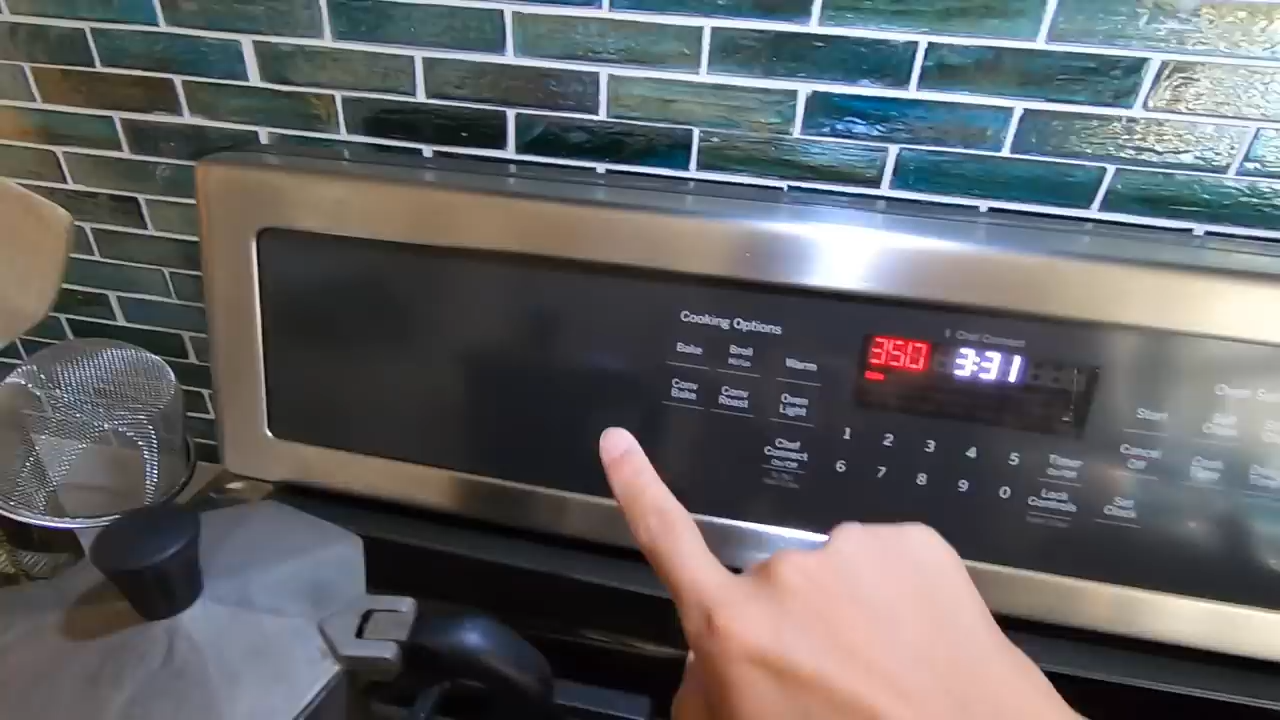 Cooking Options
Chef Connect
Bake
Broil
Hi/Lo
Warm
350
3:31
Conv
Bake
Conv
Roast
Oven
Light
Start
Chef
Connect
On/Off
1 2 3 4 5
6 7 8 9 0
Timer
Lock
Controls
Cancel
Off
Set
Clock